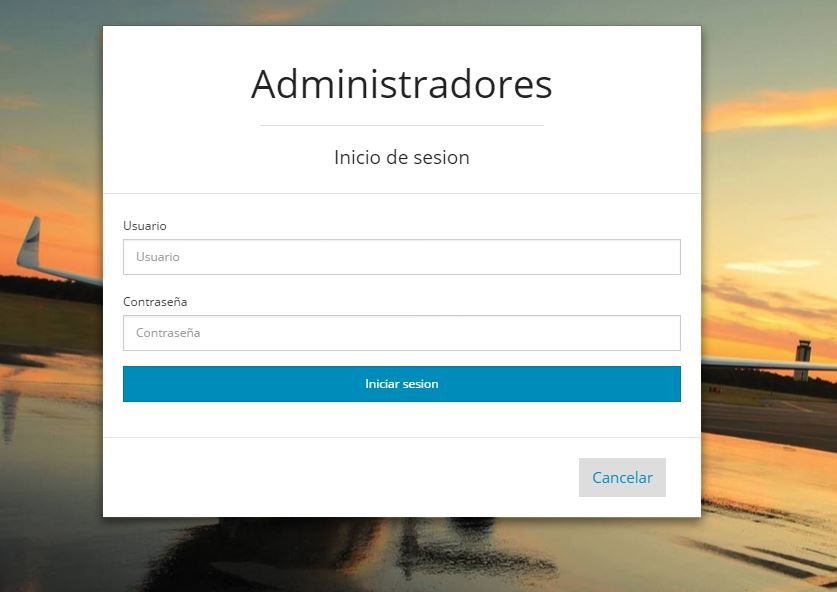 Administradores
Inicio de sesion
Usuario
Usuario
Contraseña
Contraseña
Iniciar sesion
Cancelar